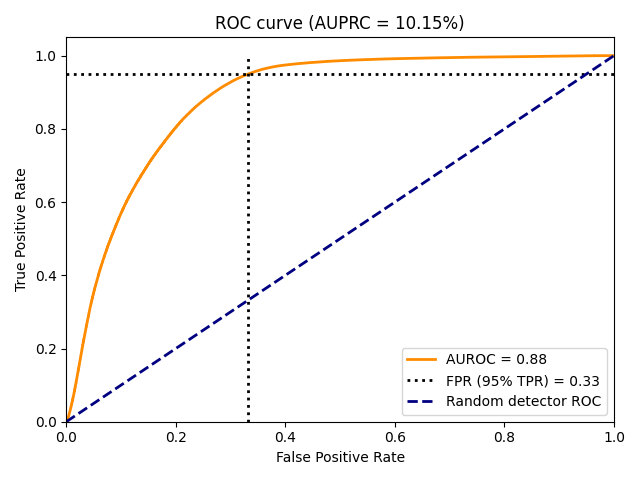 ROC curve (AUPRC = 10.15%)
True Positive Rate
1.0
0.8
0.6
0.4
0.2
0.0
AUROC = 0.88
FPR (95% TPR) = 0.33
Random detector ROC
0.0 0.2 0.4 0.6 0.8 1.0
False Positive Rate